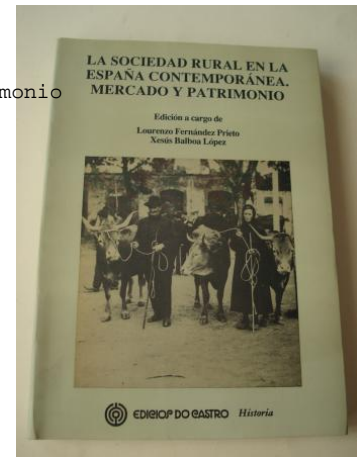 monio
LA SOCIEDAD RURAL EN LA
ESPAÑA CONTEMPORÁNEA.
MERCADO Y PATRIMONIO
Edición a cargo de
Lourenzo Fernández Prieto
Xesús Balboa López
EDICIOS DO CASTRO Historia